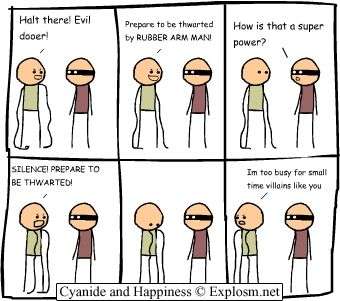 Halt there! Evil
dooer!
Prepare to be thwarted
by RUBBER ARM MAN!
How is that a super
power?
SILENCE! PREPARE TO
BE THWARTED!
Im too busy for small
time villains like you
Cyanide and Happiness © Explosm.net